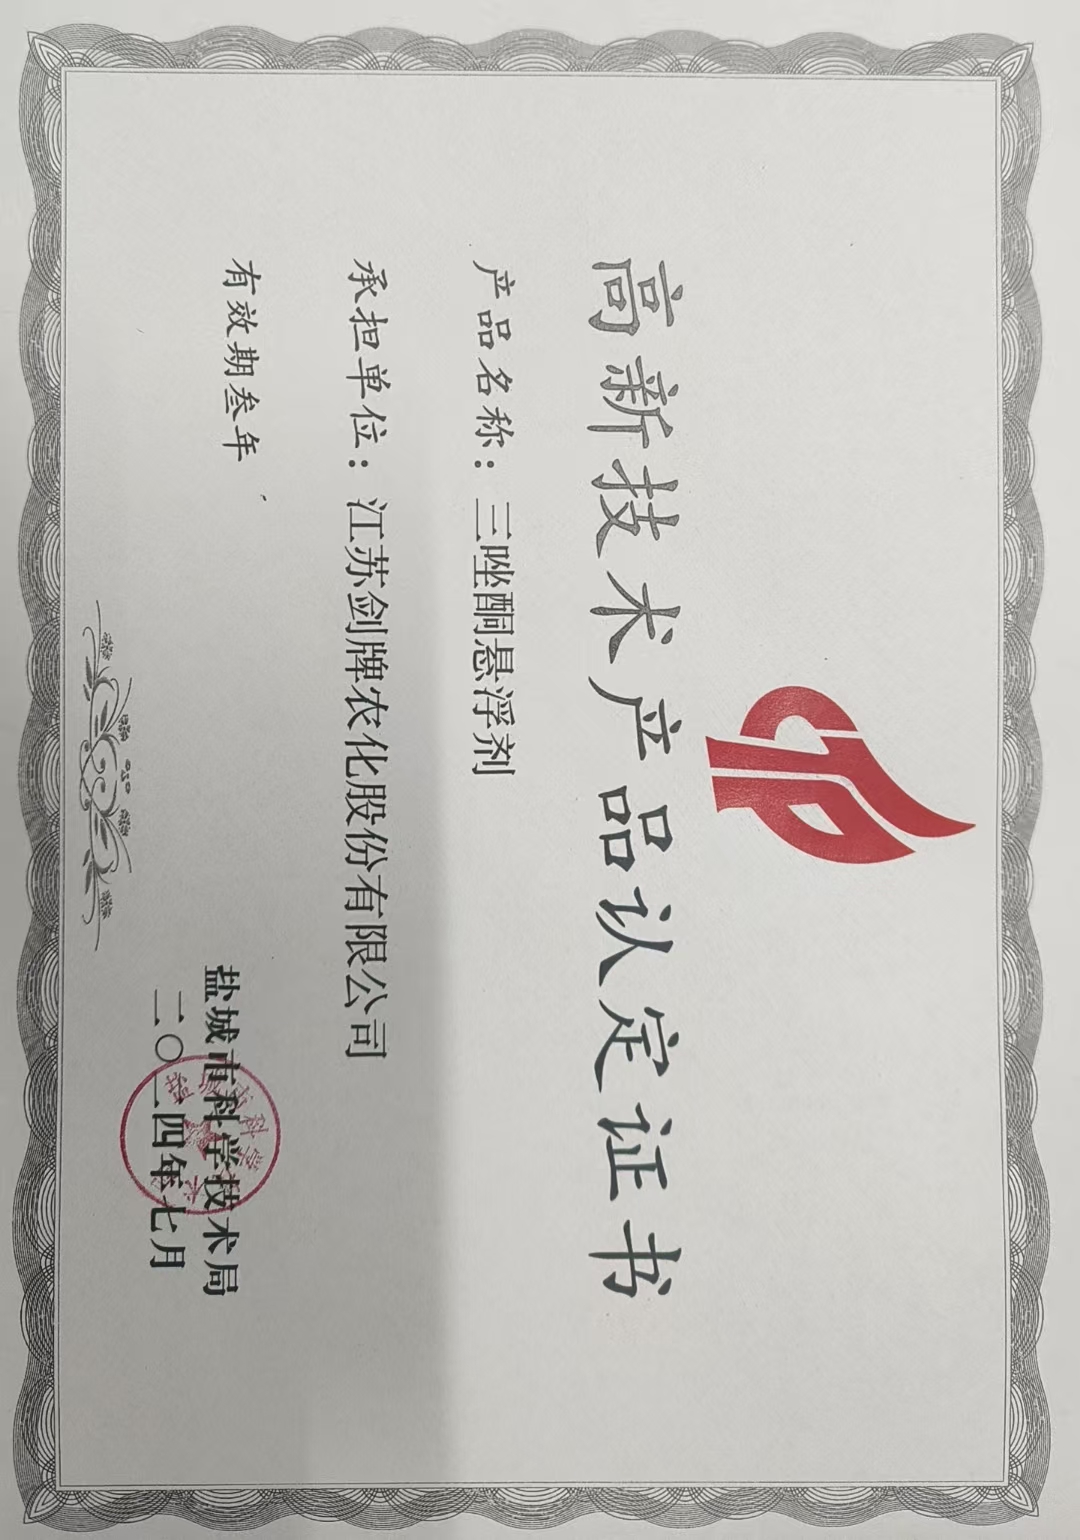 高新技术产品认定证书
产品名称：三唑酮悬浮剂
承担单位：江苏剑牌农化股份有限公司
有效期叁年
盐城市科学技术局
二〇二四年七月